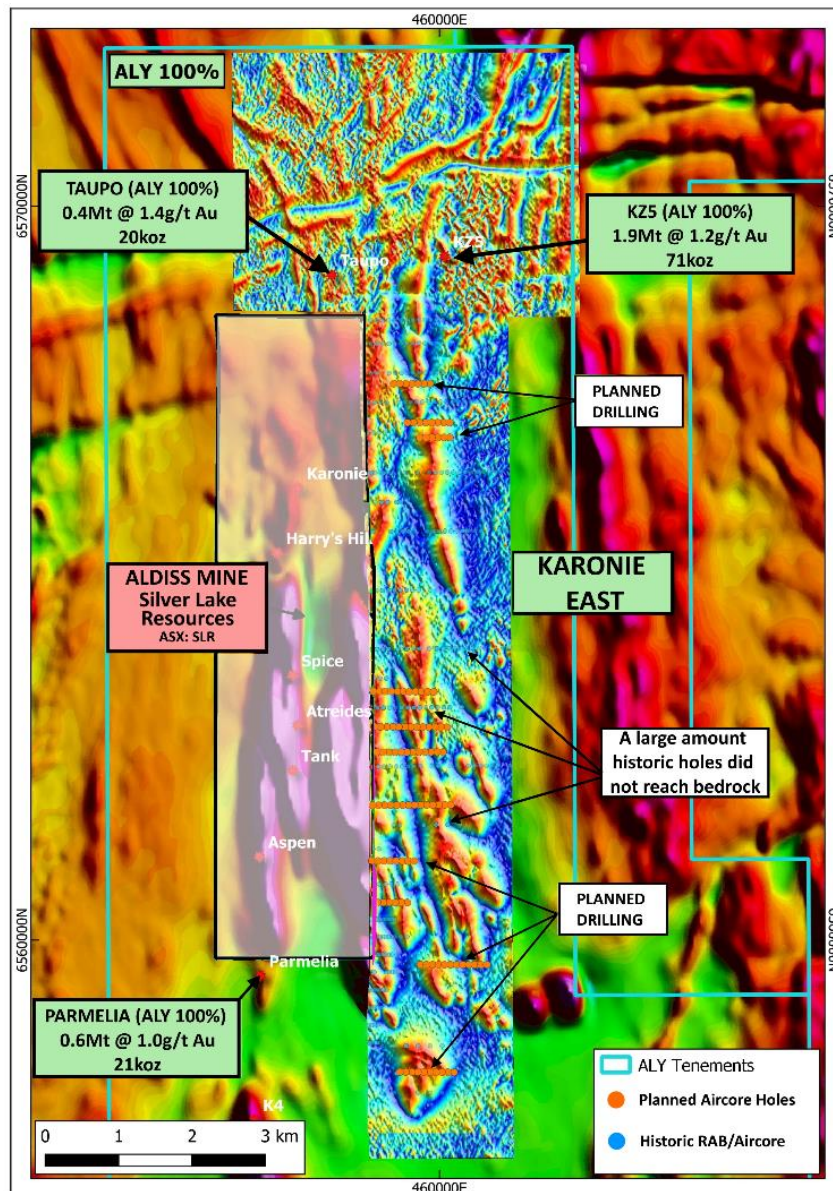 460000E
ALY 100%
6570000N
6570000N
TAUPO (ALY 100%)
0.4Mt @ 1.4g/t Au
20koz
KZ5 (ALY 100%)
1.9Mt @ 1.2g/t Au
71koz
KZ5
Taupo
PLANNED
DRILLING
Karonie
Harry's Hil
ALDISS MINE
Silver Lake
Resources
ASX: SLR
KARONIE
EAST
Spice
Atreides
Tank
A large amount
historic holes did
not reach bedrock
Aspen
PLANNED
DRILLING
6560000N
6560000N
Parmelia
PARMELIA (ALY 100%)
0.6Mt @ 1.0g/t Au
21koz
K4
0 1 2 3 km
ALY Tenements
Planned Aircore Holes
Historic RAB/Aircore
460000E